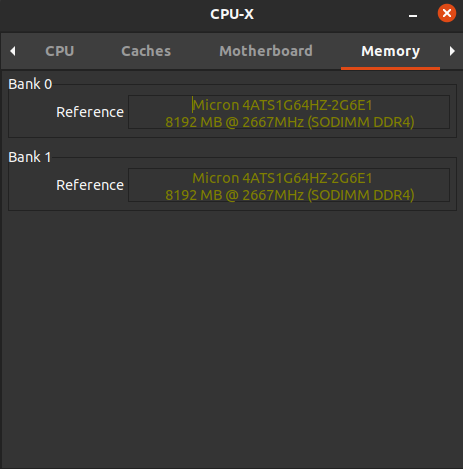 CPU-X
CPU Caches Motherboard Memory
Bank 0
Reference
Micron 4ATS1G64HZ-2G6E1
8192 MB @ 2667MHz (SODIMM DDR4)
Bank 1
Reference
Micron 4ATS1G64HZ-2G6E1
8192 MB @ 2667MHz (SODIMM DDR4)